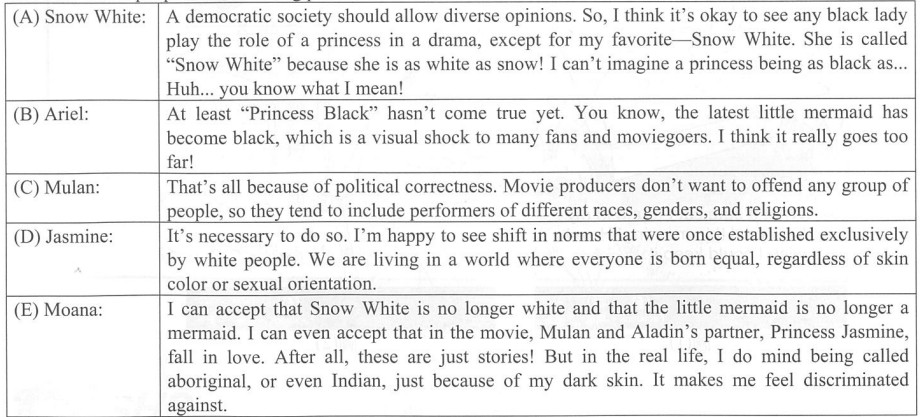 (A) Snow White: A democratic society should allow diverse opinions. So, I think it's okay to see any black lady
play the role of a princess in a drama, except for my favorite—Snow White. She is called
"Snow White" because she is as white as snow! I can't imagine a princess being as black as...
Huh... you know what I mean!
(B) Ariel: At least "Princess Black" hasn't come true yet. You know, the latest little mermaid has
become black, which is a visual shock to many fans and moviegoers. I think it really goes too
far!
(C) Mulan: That's all because of political correctness. Movie producers don't want to offend any group of
people, so they tend to include performers of different races, genders, and religions.
(D) Jasmine: It's necessary to do so. I'm happy to see shift in norms that were once established exclusively
by white people. We are living in a world where everyone is born equal, regardless of skin
color or sexual orientation.
(E) Moana: I can accept that Snow White is no longer white and that the little mermaid is no longer a
mermaid. I can even accept that in the movie, Mulan and Aladin's partner, Princess Jasmine,
fall in love. After all, these are just stories! But in the real life, I do mind being called
aboriginal, or even Indian, just because of my dark skin. It makes me feel discriminated
against.